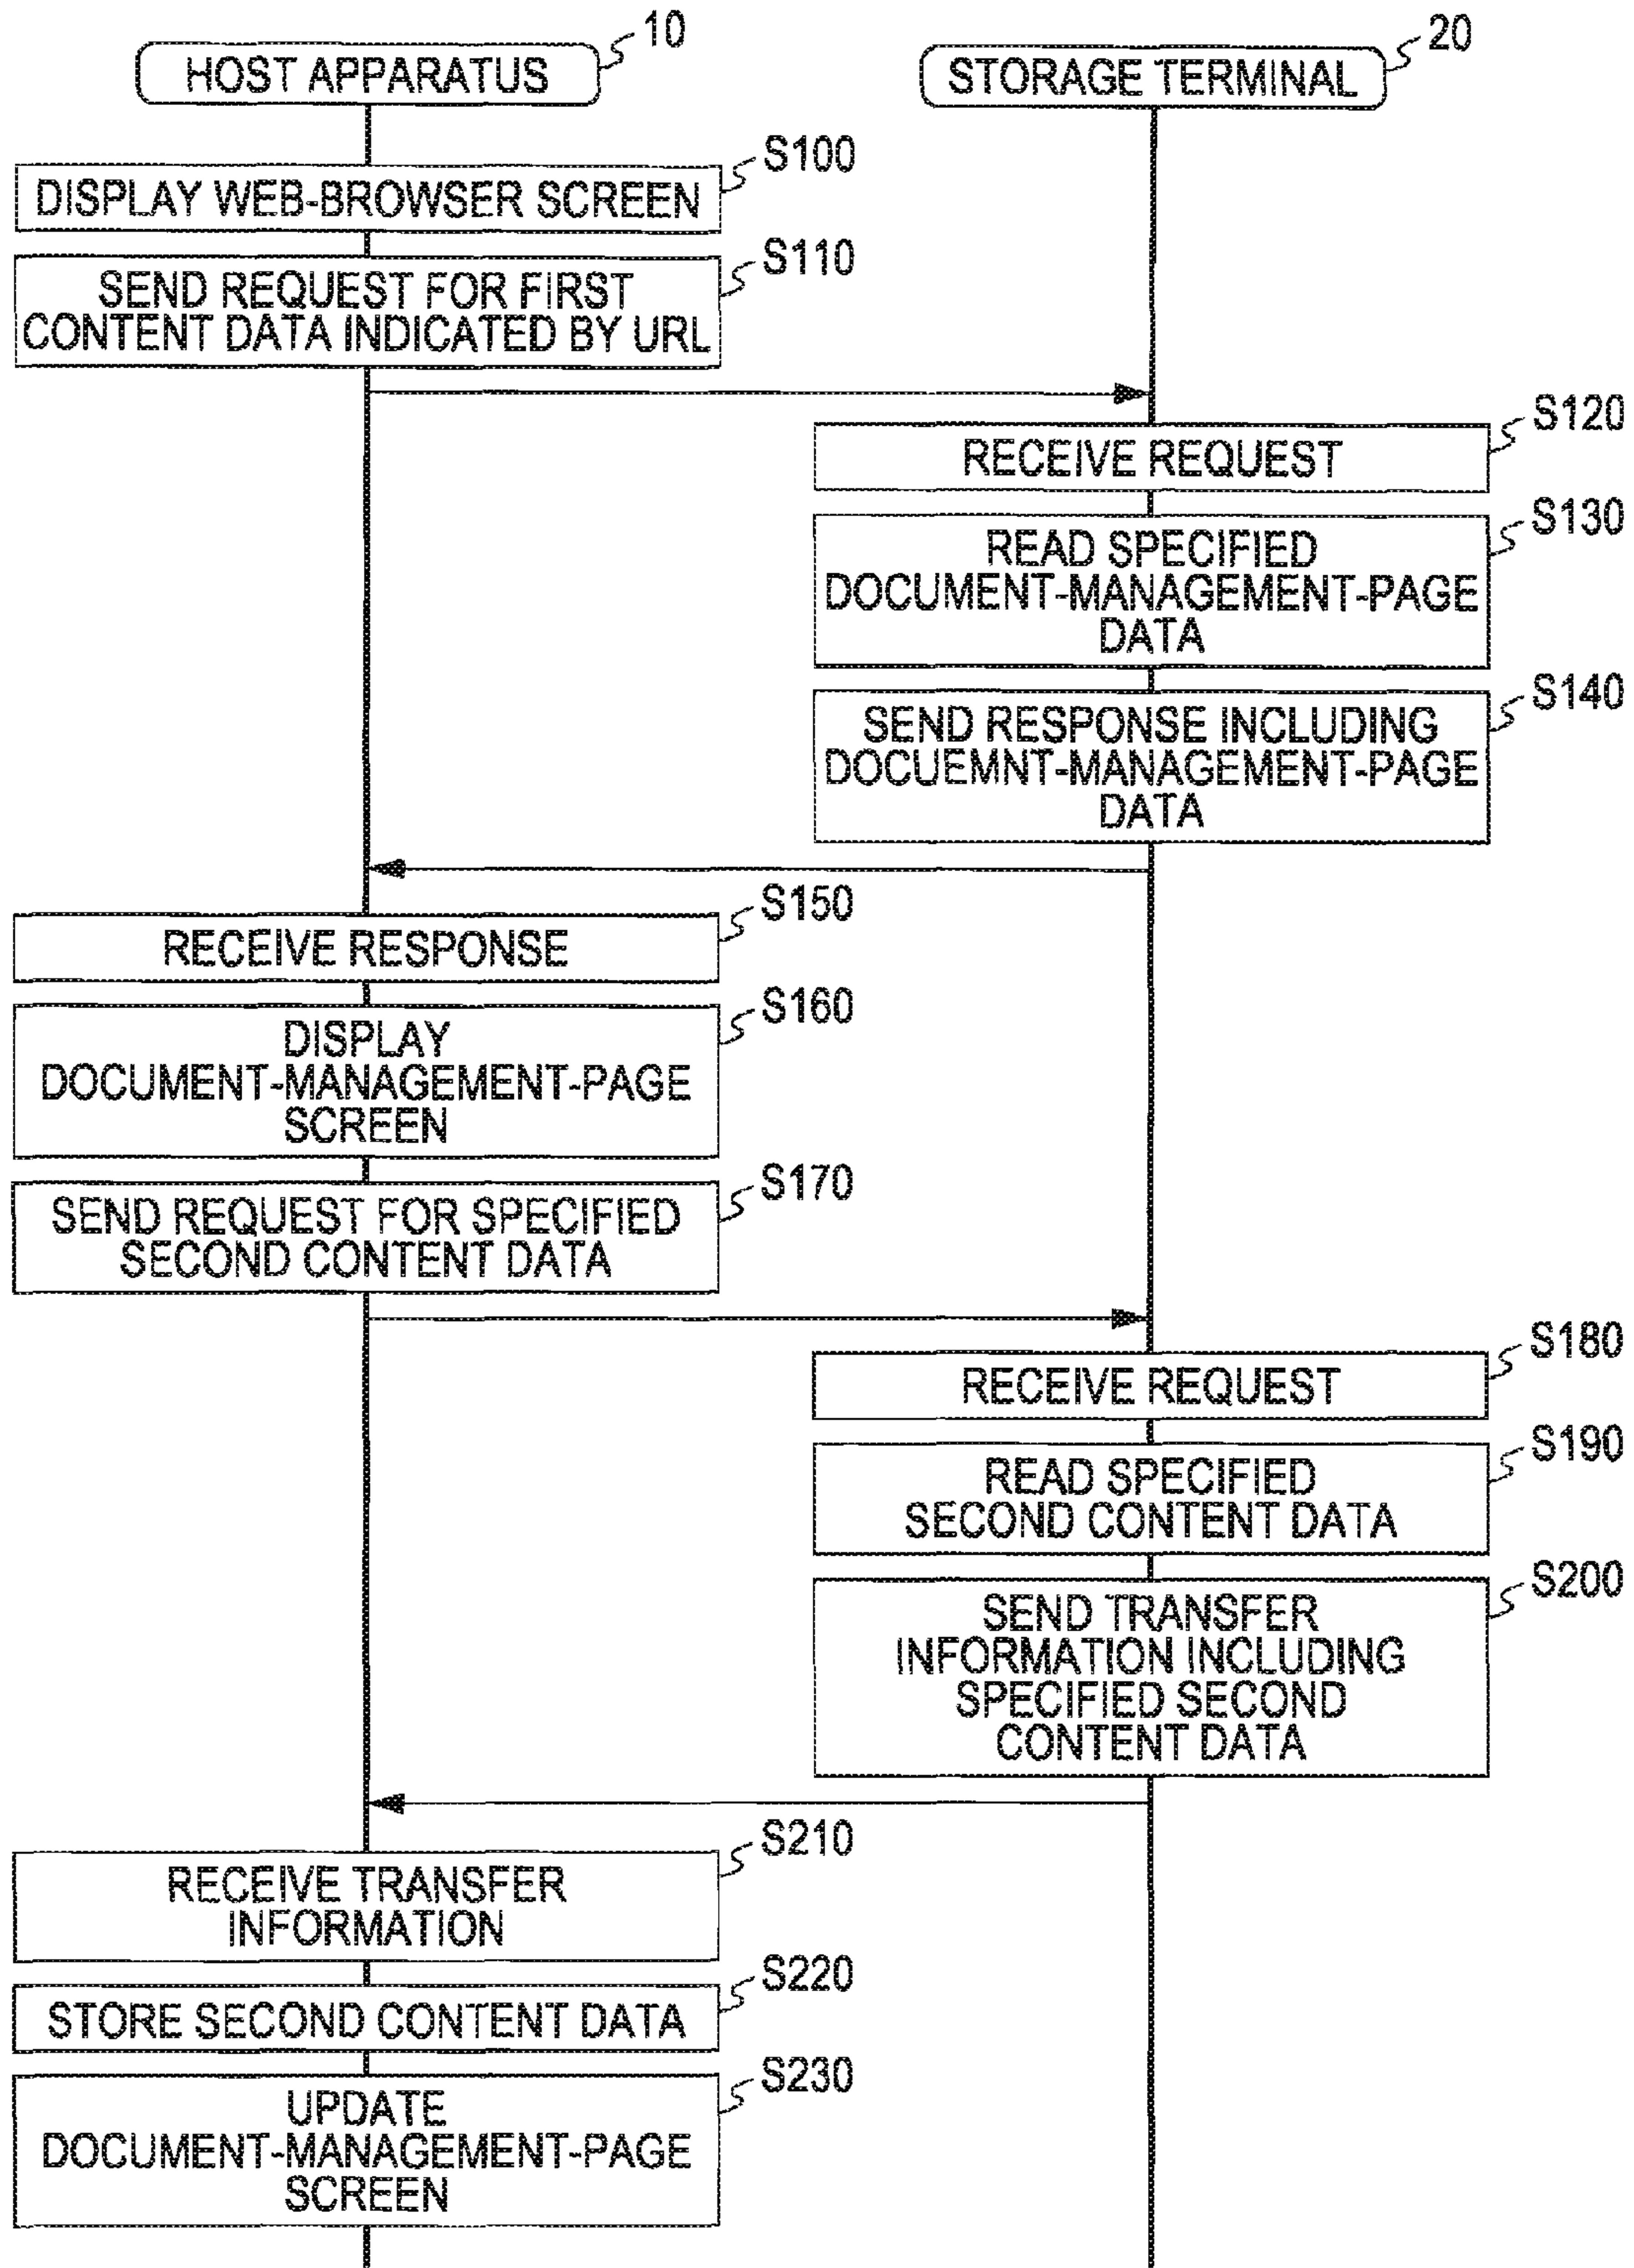 10
HOST APPARATUS
20
STORAGE TERMINAL
S100
DISPLAY WEB-BROWSER SCREEN
S110
SEND REQUEST FOR FIRST
CONTENT DATA INDICATED BY URL
S120
RECEIVE REQUEST
S130
READ SPECIFIED
DOCUMENT-MANAGEMENT-PAGE
DATA
S140
SEND RESPONSE INCLUDING
DOCUEMNT-MANAGEMENT-PAGE
DATA
S150
RECEIVE RESPONSE
S160
DISPLAY
DOCUMENT-MANAGEMENT-PAGE
SCREEN
S170
SEND REQUEST FOR SPECIFIED
SECOND CONTENT DATA
S180
RECEIVE REQUEST
S190
READ SPECIFIED
SECOND CONTENT DATA
S200
SEND TRANSFER
INFORMATION INCLUDING
SPECIFIED SECOND
CONTENT DATA
S210
RECEIVE TRANSFER
INFORMATION
S220
STORE SECOND CONTENT DATA
S230
UPDATE
DOCUMENT-MANAGEMENT-PAGE
SCREEN